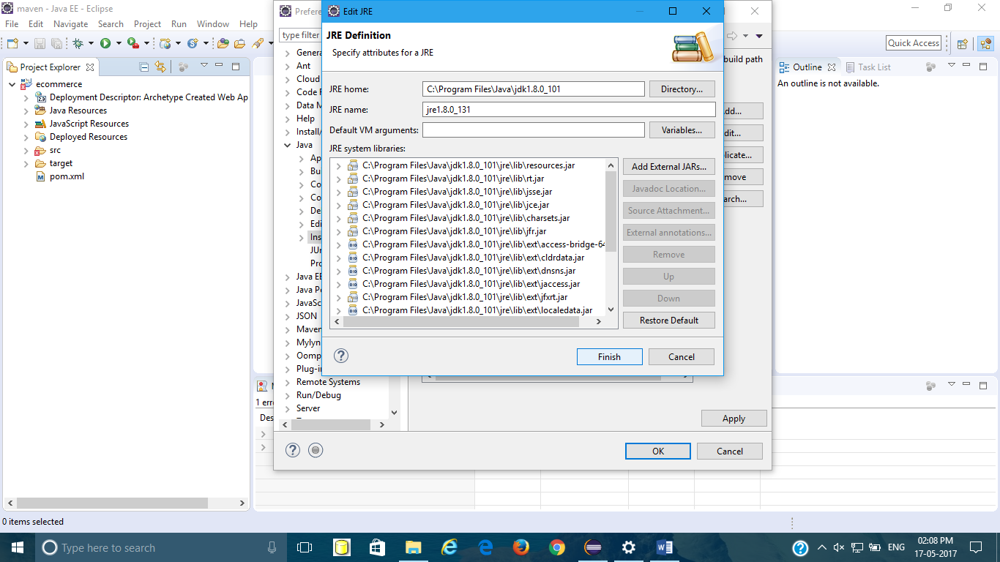 maven - Java EE - Eclipse
File Edit Navigate Search Project Run Window Help
Quick Access
Project Explorer
ecommerce
Deployment Descriptor: Archetype Created Web Ap
Java Resources
JavaScript Resources
Deployed Resources
src
target
pom.xml
Prefere
type filter
Genera
Ant
Cloud
Code R
Data M
Help
Install/
Java
Ap
Bu
Co
Co
De
Edi
Ins
JUr
Pro
Java EE
Java Pe
JavaSc
JSON
Maven
Mylyn
Oomp
Plug-in
Remote Systems
Run/Debug
Server
Edit JRE
JRE Definition
Specify attributes for a JRE
JRE home: C:\Program Files\Java\jdk1.8.0_101 Directory...
JRE name: jre1.8.0_131
Default VM arguments: Variables...
JRE system libraries:
C:\Program Files\Java\jdk1.8.0_101\jre\lib\resources.jar
C:\Program Files\Java\jdk1.8.0_101\jre\lib\rt.jar
C:\Program Files\Java\jdk1.8.0_101\jre\lib\jsse.jar
C:\Program Files\Java\jdk1.8.0_101\jre\lib\jce.jar
C:\Program Files\Java\jdk1.8.0_101\jre\lib\charsets.jar
C:\Program Files\Java\jdk1.8.0_101\jre\lib\jfr.jar
C:\Program Files\Java\jdk1.8.0_101\jre\lib\ext\access-bridge-64
C:\Program Files\Java\jdk1.8.0_101\jre\lib\ext\cldrdata.jar
C:\Program Files\Java\jdk1.8.0_101\jre\lib\ext\dnsns.jar
C:\Program Files\Java\jdk1.8.0_101\jre\lib\ext\jaccess.jar
C:\Program Files\Java\jdk1.8.0_101\jre\lib\ext\jfxrt.jar
C:\Program Files\Java\jdk1.8.0_101\jre\lib\ext\localedata.jar
Add External JARs...
Javadoc Location...
Source Attachment...
External annotations...
Remove
Up
Down
Restore Default
Finish Cancel
build path
dd...
dit...
licate...
move
arch...
Apply
OK Cancel
Outline Task List
An outline is not available.
1 erro
Des
0 items selected
Type here to search
ENG
02:08 PM
17-05-2017